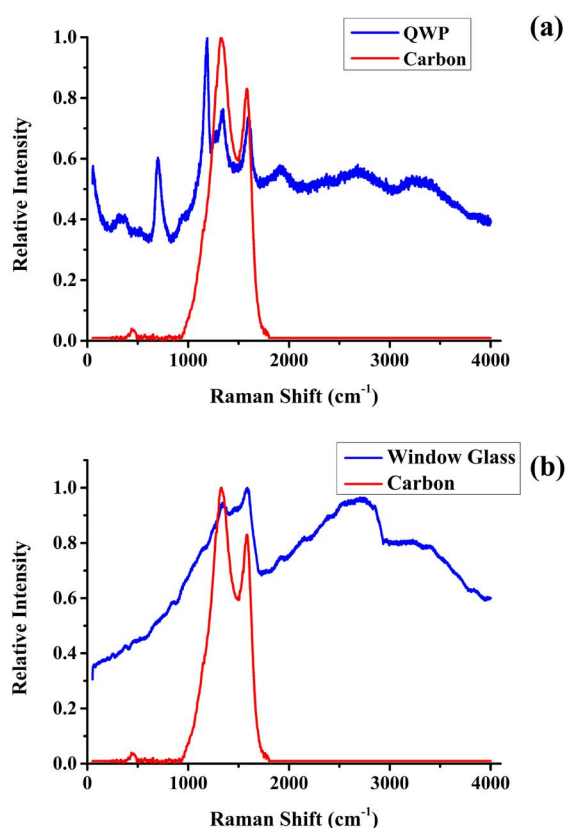 (a)
QWP
Carbon
1.0
0.8
0.6
0.4
0.2
0.0
Relative Intensity
0 1000 2000 3000 4000
Raman Shift (cm⁻¹)
(b)
Window Glass
Carbon
1.0
0.8
0.6
0.4
0.2
0.0
Relative Intensity
0 1000 2000 3000 4000
Raman Shift (cm⁻¹)